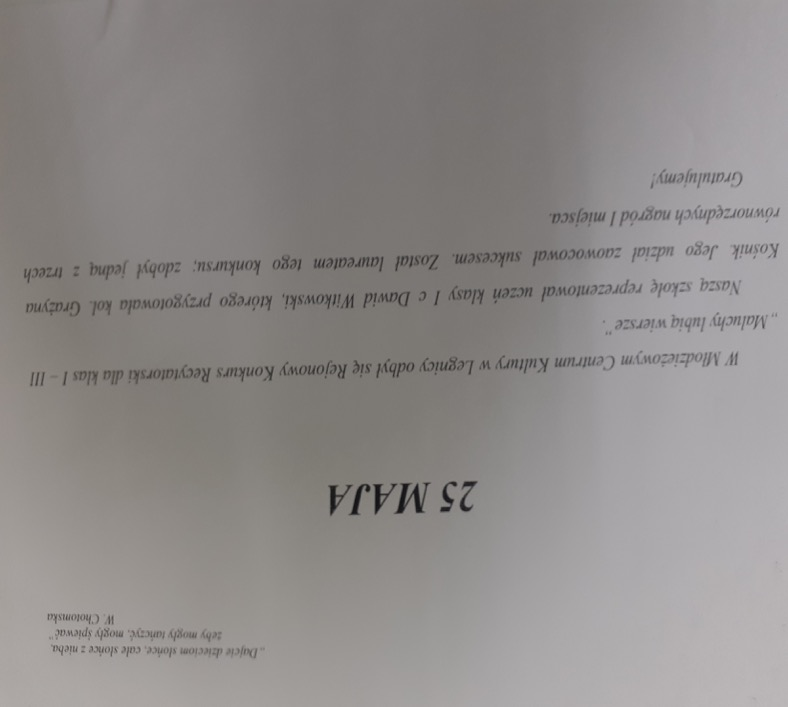 „Dajcie dzieciom słońce, całe słońce z nieba,
żeby mogły tańczyć, mogły śpiewać"
W. Chotomska
25 MAJA
W Młodzieżowym Centrum Kultury w Legnicy odbył się Rejonowy Konkurs Recytatorski dla klas I – III
„Maluchy lubią wiersze".
Naszą szkołę reprezentował uczeń klasy I c Dawid Witkowski, którego przygotowała kol. Grażyna
Kośnik. Jego udział zaowocował sukcesem. Został laureatem tego konkursu; zdobył jedną z trzech
równorzędnych nagród I miejsca.
Gratulujemy!